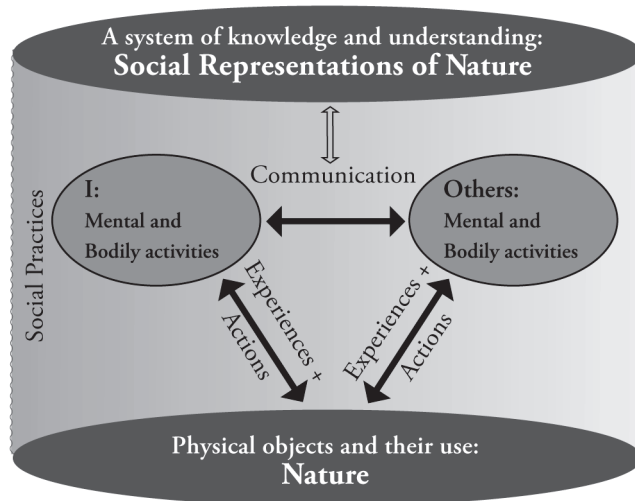 A system of knowledge and understanding:
Social Representations of Nature
Communication
I:
Mental and
Bodily activities
Others:
Mental and
Bodily activities
Social Practices
Experiences +
Actions
Experiences +
Actions
Physical objects and their use:
Nature